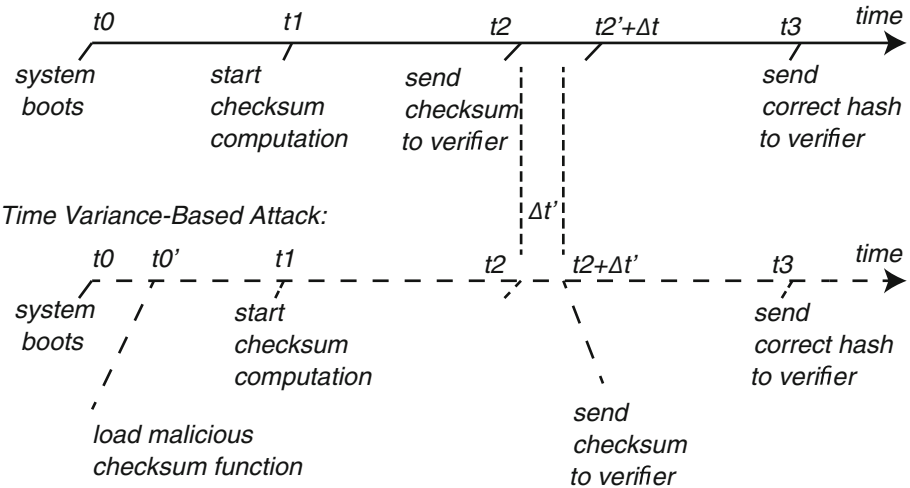 t0 t1 t2 t2'+Δt t3 time
system boots
start checksum computation
send checksum to verifier
send correct hash to verifier
Δt'
Time Variance-Based Attack:
t0 t0' t1 t2 t2+Δt' t3 time
system boots
start checksum computation
send correct hash to verifier
load malicious checksum function
send checksum to verifier